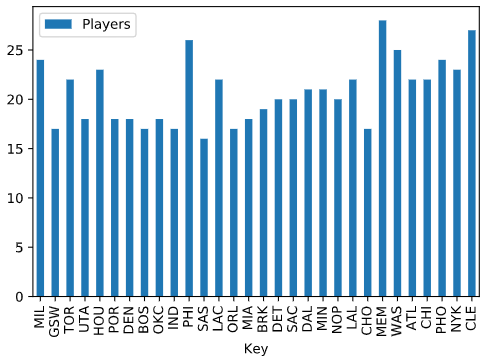 Players
25
20
15
10
5
0
MIL GSW TOR UTA HOU POR DEN BOS OKC IND PHI SAS LAC ORL MIA BRK DET SAC DAL MIN NOP LAL CHO MEM WAS ATL CHI PHO NYK CLE
Key